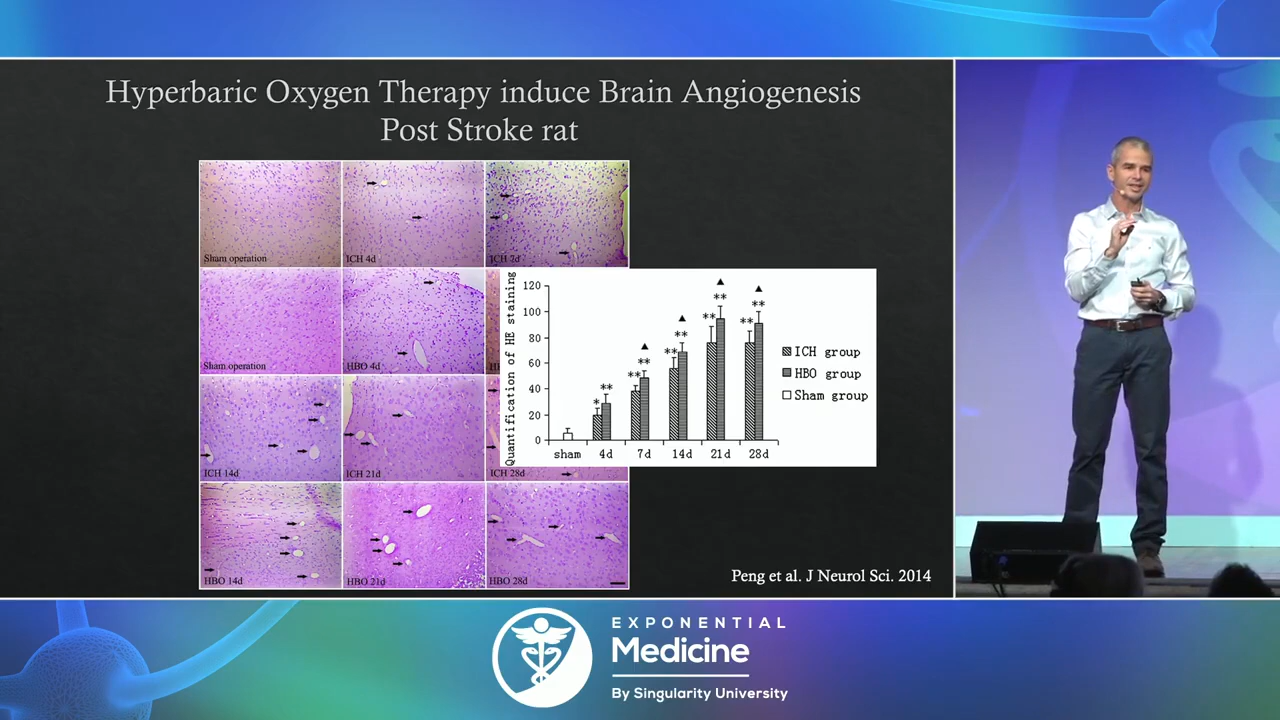 Hyperbaric Oxygen Therapy induce Brain Angiogenesis
Post Stroke rat
Sham operation
ICH 4d
ICH 7d
Sham operation
HBO 4d
ICH 14d
ICH 21d
ICH 28d
HBO 14d
HBO 21d
HBO 28d
Quantification of HE staining
120
100
80
60
40
20
0
* ** ** ** ** ** ** ** ** **
sham 4d 7d 14d 21d 28d
ICH group
HBO group
Sham group
Peng et al. J Neurol Sci. 2014
EXPONENTIAL
Medicine
By Singularity University